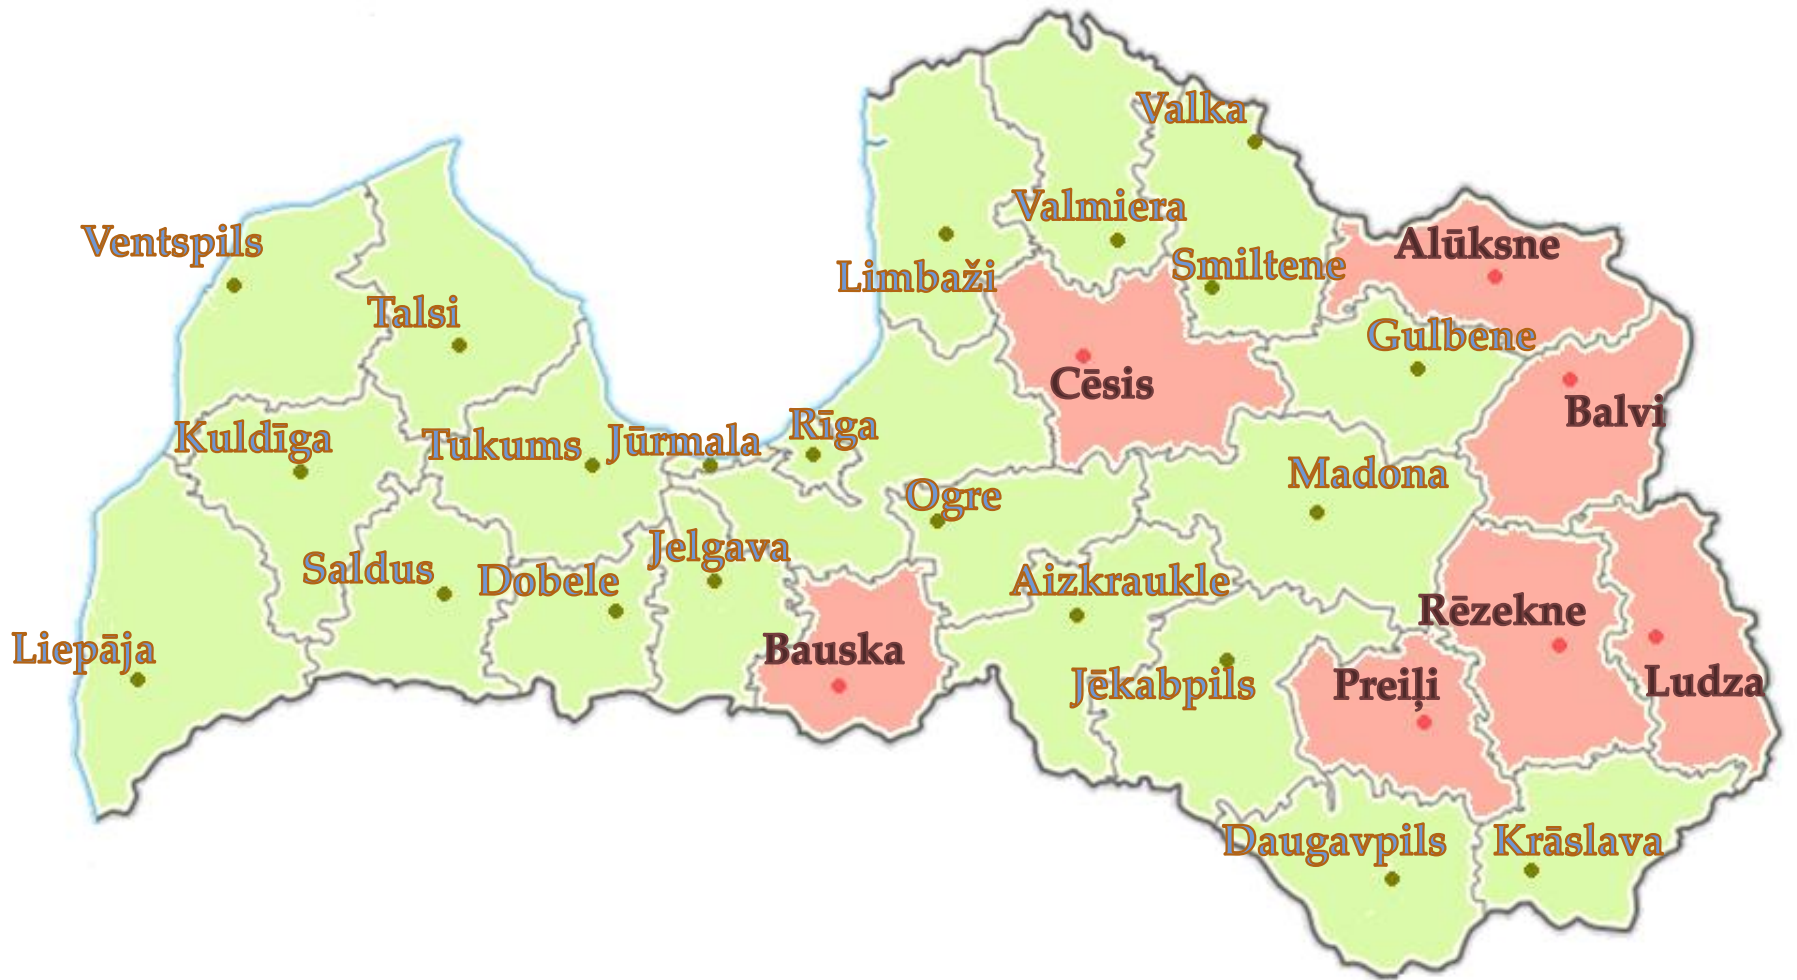 Valka
Valmiera
Ventspils
Alūksne
Smiltene
Limbaži
Talsi
Gulbene
Cēsis
Balvi
Rīga
Kuldīga
Tukums
Jūrmala
Madona
Ogre
Jelgava
Saldus
Dobele
Aizkraukle
Rēzekne
Liepāja
Bauska
Jēkabpils
Preiļi
Ludza
Daugavpils
Krāslava